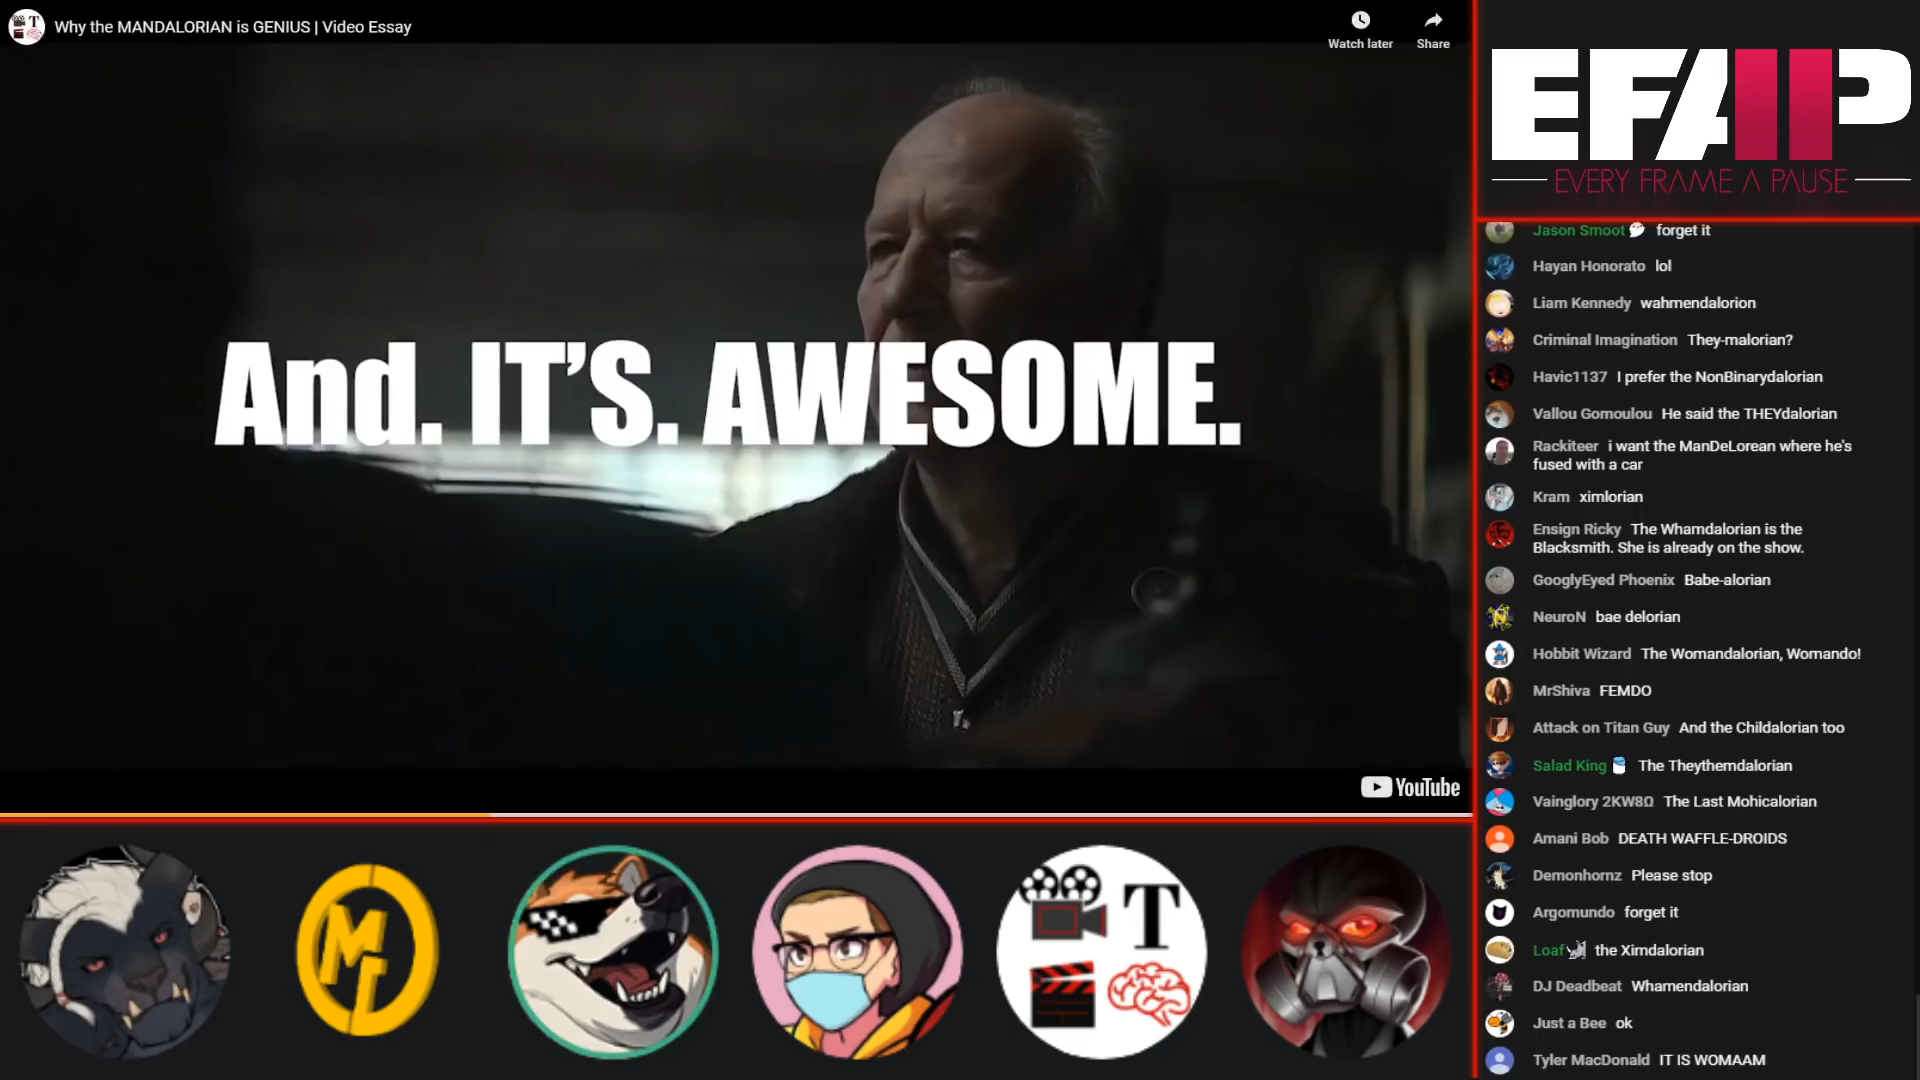 Why the MANDALORIAN is GENIUS | Video Essay
Watch later
Share
And. IT'S. AWESOME.
YouTube
EFAP
EVERY FRAME A PAUSE
Jason Smoot forget it
Hayan Honorato lol
Liam Kennedy wahmendalorion
Criminal Imagination They-malorian?
Havic1137 I prefer the NonBinarydalorian
Vallou Gomoulou He said the THEYdalorian
Rackiteer i want the ManDeLorean where he's
fused with a car
Kram ximlorian
Ensign Ricky The Whamdalorian is the
Blacksmith. She is already on the show.
GooglyEyed Phoenix Babe-alorian
NeuroN bae delorian
Hobbit Wizard The Womandalorian, Womando!
MrShiva FEMDO
Attack on Titan Guy And the Childalorian too
Salad King The Theythemdalorian
Vainglory 2KW8Ω The Last Mohicalorian
Amani Bob DEATH WAFFLE-DROIDS
Demonhornz Please stop
Argomundo forget it
Loaf the Ximdalorian
DJ Deadbeat Whamendalorian
Just a Bee ok
Tyler MacDonald IT IS WOMAAM
T